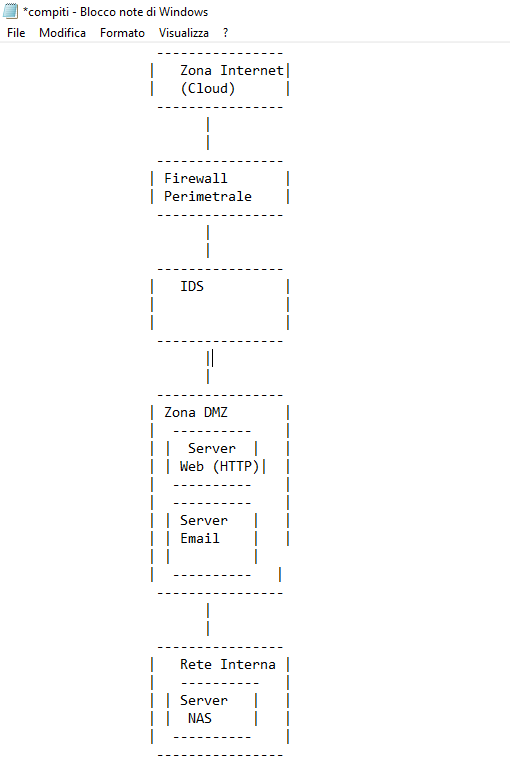 *compiti - Blocco note di Windows
File Modifica Formato Visualizza ?
----------------
|   Zona Internet|
|   (Cloud)      |
----------------
|
|
----------------
| Firewall       |
| Perimetrale    |
----------------
|
|
----------------
|   IDS          |
|                |
|                |
----------------
|
|
----------------
| Zona DMZ       |
|  ----------    |
| |  Server  |   |
| | Web (HTTP)|  |
|  ----------    |
|  ----------    |
| | Server   |   |
| | Email    |   |
| |          |
|  ----------   |
----------------
|
|
----------------
|   Rete Interna |
|   ----------   |
| | Server   |   |
| |  NAS     |   |
|  ----------    |
----------------